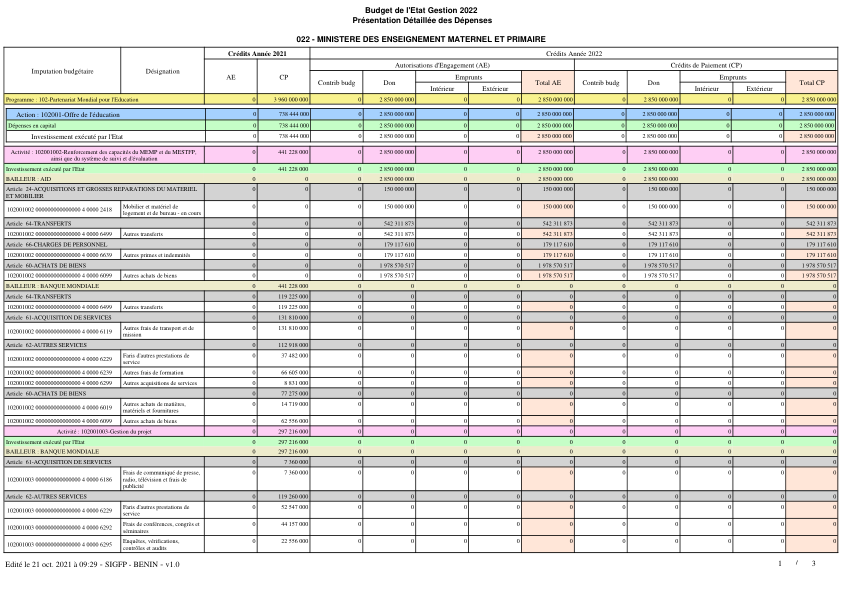 Budget de l'Etat Gestion 2022
Présentation Détaillée des Dépenses
022 - MINISTERE DES ENSEIGNEMENT MATERNEL ET PRIMAIRE
Imputation budgétaire Désignation Crédits Année 2021 Crédits Année 2022
Autorisations d'Engagement (AE) Crédits de Paiement (CP)
AE CP Contrib budg Don Emprunts Total AE Contrib budg Don Emprunts Total CP
Intérieur Extérieur Intérieur Extérieur
Programme : 102-Partenariat Mondial pour l'Education 0 3 960 000 000 0 2 850 000 000 0 0 2 850 000 000 0 2 850 000 000 0 0 2 850 000 000
Action : 102001-Offre de l'éducation 0 738 444 000 0 2 850 000 000 0 0 2 850 000 000 0 2 850 000 000 0 0 2 850 000 000
Dépenses en capital 0 738 444 000 0 2 850 000 000 0 0 2 850 000 000 0 2 850 000 000 0 0 2 850 000 000
Investissement exécuté par l'Etat 0 738 444 000 0 2 850 000 000 0 0 2 850 000 000 0 2 850 000 000 0 0 2 850 000 000
Activité : 102001002-Renforcement des capacités du MEMP et du MESTFP, 0 441 228 000 0 2 850 000 000 0 0 2 850 000 000 0 2 850 000 000 0 0 2 850 000 000
ainsi que du système de suivi et d'évaluation
Investissement exécuté par l'Etat 0 441 228 000 0 2 850 000 000 0 0 2 850 000 000 0 2 850 000 000 0 0 2 850 000 000
BAILLEUR : AID 0 0 0 2 850 000 000 0 0 2 850 000 000 0 2 850 000 000 0 0 2 850 000 000
Article 24-ACQUISITIONS ET GROSSES REPARATIONS DU MATERIEL 0 0 0 150 000 000 0 0 150 000 000 0 150 000 000 0 0 150 000 000
ET MOBILIER
102001002 000000000000000 4 0000 2418 Mobilier et matériel de 0 0 0 150 000 000 0 0 150 000 000 0 150 000 000 0 0 150 000 000
logement et de bureau - en cours
Article 64-TRANSFERTS 0 0 0 542 311 873 0 0 542 311 873 0 542 311 873 0 0 542 311 873
102001002 000000000000000 4 0000 6499 Autres transferts 0 0 0 542 311 873 0 0 542 311 873 0 542 311 873 0 0 542 311 873
Article 66-CHARGES DE PERSONNEL 0 0 0 179 117 610 0 0 179 117 610 0 179 117 610 0 0 179 117 610
102001002 000000000000000 4 0000 6639 Autres primes et indemnités 0 0 0 179 117 610 0 0 179 117 610 0 179 117 610 0 0 179 117 610
Article 60-ACHATS DE BIENS 0 0 0 1 978 570 517 0 0 1 978 570 517 0 1 978 570 517 0 0 1 978 570 517
102001002 000000000000000 4 0000 6099 Autres achats de biens 0 0 0 1 978 570 517 0 0 1 978 570 517 0 1 978 570 517 0 0 1 978 570 517
BAILLEUR : BANQUE MONDIALE 0 441 228 000 0 0 0 0 0 0 0 0 0 0
Article 64-TRANSFERTS 0 119 225 000 0 0 0 0 0 0 0 0 0 0
102001002 000000000000000 4 0000 6499 Autres transferts 0 119 225 000 0 0 0 0 0 0 0 0 0 0
Article 61-ACQUISITION DE SERVICES 0 131 810 000 0 0 0 0 0 0 0 0 0 0
102001002 000000000000000 4 0000 6119 Autres frais de transport et de 0 131 810 000 0 0 0 0 0 0 0 0 0 0
mission
Article 62-AUTRES SERVICES 0 112 918 000 0 0 0 0 0 0 0 0 0 0
102001002 000000000000000 4 0000 6229 Faris d'autres prestations de 0 37 482 000 0 0 0 0 0 0 0 0 0 0
service
102001002 000000000000000 4 0000 6239 Autres frais de formation 0 66 605 000 0 0 0 0 0 0 0 0 0 0
102001002 000000000000000 4 0000 6299 Autres acquisitions de services 0 8 831 000 0 0 0 0 0 0 0 0 0 0
Article 60-ACHATS DE BIENS 0 77 275 000 0 0 0 0 0 0 0 0 0 0
102001002 000000000000000 4 0000 6019 Autres achats de matières, 0 14 719 000 0 0 0 0 0 0 0 0 0 0
matériels et fournitures
102001002 000000000000000 4 0000 6099 Autres achats de biens 0 62 556 000 0 0 0 0 0 0 0 0 0 0
Activité : 102001003-Gestion du projet 0 297 216 000 0 0 0 0 0 0 0 0 0 0
Investissement exécuté par l'Etat 0 297 216 000 0 0 0 0 0 0 0 0 0 0
BAILLEUR : BANQUE MONDIALE 0 297 216 000 0 0 0 0 0 0 0 0 0 0
Article 61-ACQUISITION DE SERVICES 0 7 360 000 0 0 0 0 0 0 0 0 0 0
102001003 000000000000000 4 0000 6186 Frais de communiqué de presse, 0 7 360 000 0 0 0 0 0 0 0 0 0 0
radio, télévision et frais de
publicité
Article 62-AUTRES SERVICES 0 119 260 000 0 0 0 0 0 0 0 0 0 0
102001003 000000000000000 4 0000 6229 Faris d'autres prestations de 0 52 547 000 0 0 0 0 0 0 0 0 0 0
service
102001003 000000000000000 4 0000 6292 Frais de conférences, congrès et 0 44 157 000 0 0 0 0 0 0 0 0 0 0
séminaires
102001003 000000000000000 4 0000 6295 Enquêtes, vérifications, 0 22 556 000 0 0 0 0 0 0 0 0 0 0
contrôles et audits
Edité le 21 oct. 2021 à 09:29 - SIGFP - BENIN - v1.0 1 / 3